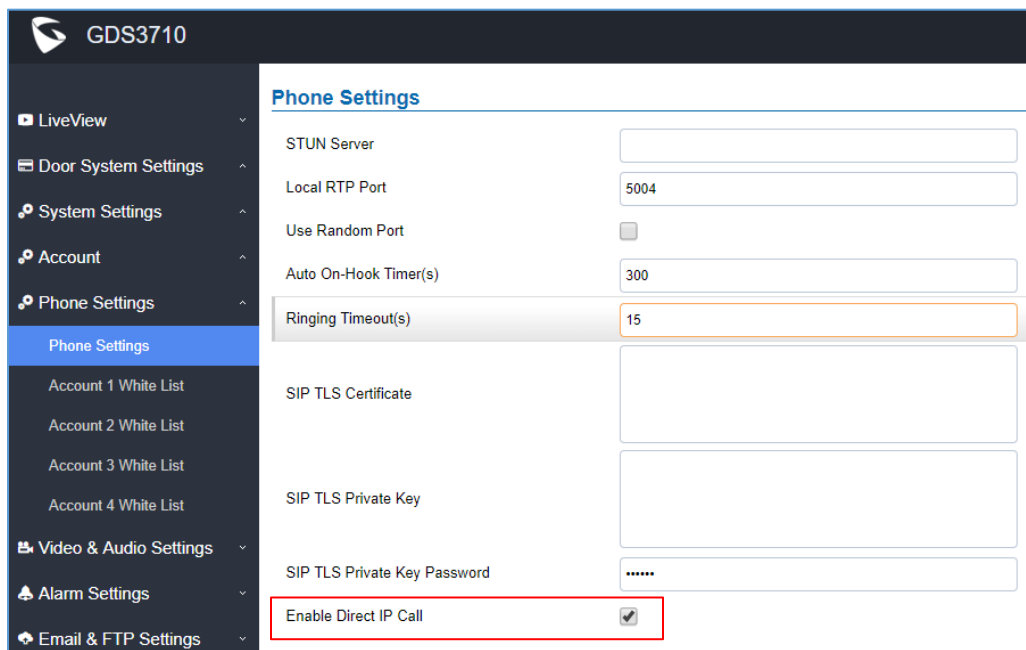 GDS3710
LiveView
Door System Settings
System Settings
Account
Phone Settings
Phone Settings
Account 1 White List
Account 2 White List
Account 3 White List
Account 4 White List
Video & Audio Settings
Alarm Settings
Email & FTP Settings
Phone Settings
STUN Server
Local RTP Port 5004
Use Random Port
Auto On-Hook Timer(s) 300
Ringing Timeout(s) 15
SIP TLS Certificate
SIP TLS Private Key
SIP TLS Private Key Password ••••••
Enable Direct IP Call